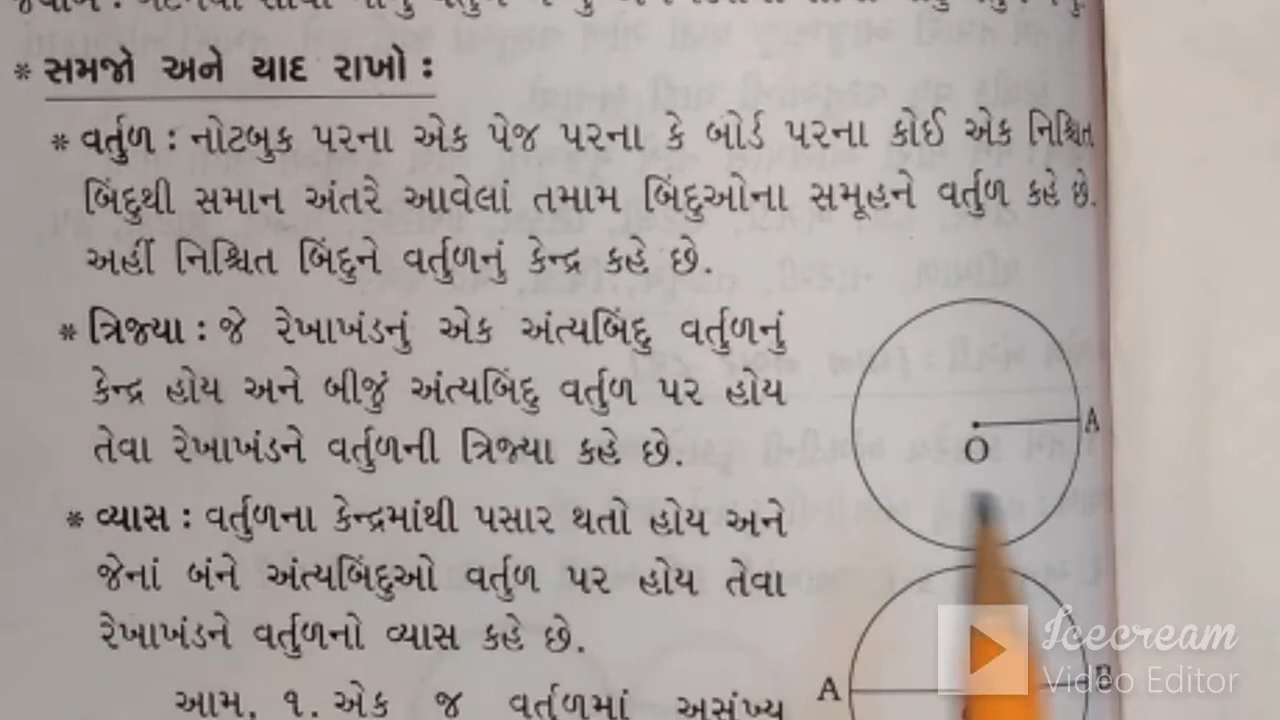 * સમજો અને યાદ રાખો :
* વર્તુળ : નોટબુક પરના એક પેજ પરના કે બોર્ડ પરના કોઈ એક નિશ્ચિત
બિંદુથી સમાન અંતરે આવેલાં તમામ બિંદુઓના સમૂહને વર્તુળ કહે છે.
અહીં નિશ્ચિત બિંદુને વર્તુળનું કેન્દ્ર કહે છે.
* ત્રિજ્યા : જે રેખાખંડનું એક અંત્યબિંદુ વર્તુળનું
કેન્દ્ર હોય અને બીજું અંત્યબિંદુ વર્તુળ પર હોય
તેવા રેખાખંડને વર્તુળની ત્રિજ્યા કહે છે.
A
O
* વ્યાસ : વર્તુળના કેન્દ્રમાંથી પસાર થતો હોય અને
જેનાં બંને અંત્યબિંદુઓ વર્તુળ પર હોય તેવા
રેખાખંડને વર્તુળનો વ્યાસ કહે છે.
આમ, ૧. એક જ વર્તુળમાં અસંખ્ય
A B
Icecream
Video Editor